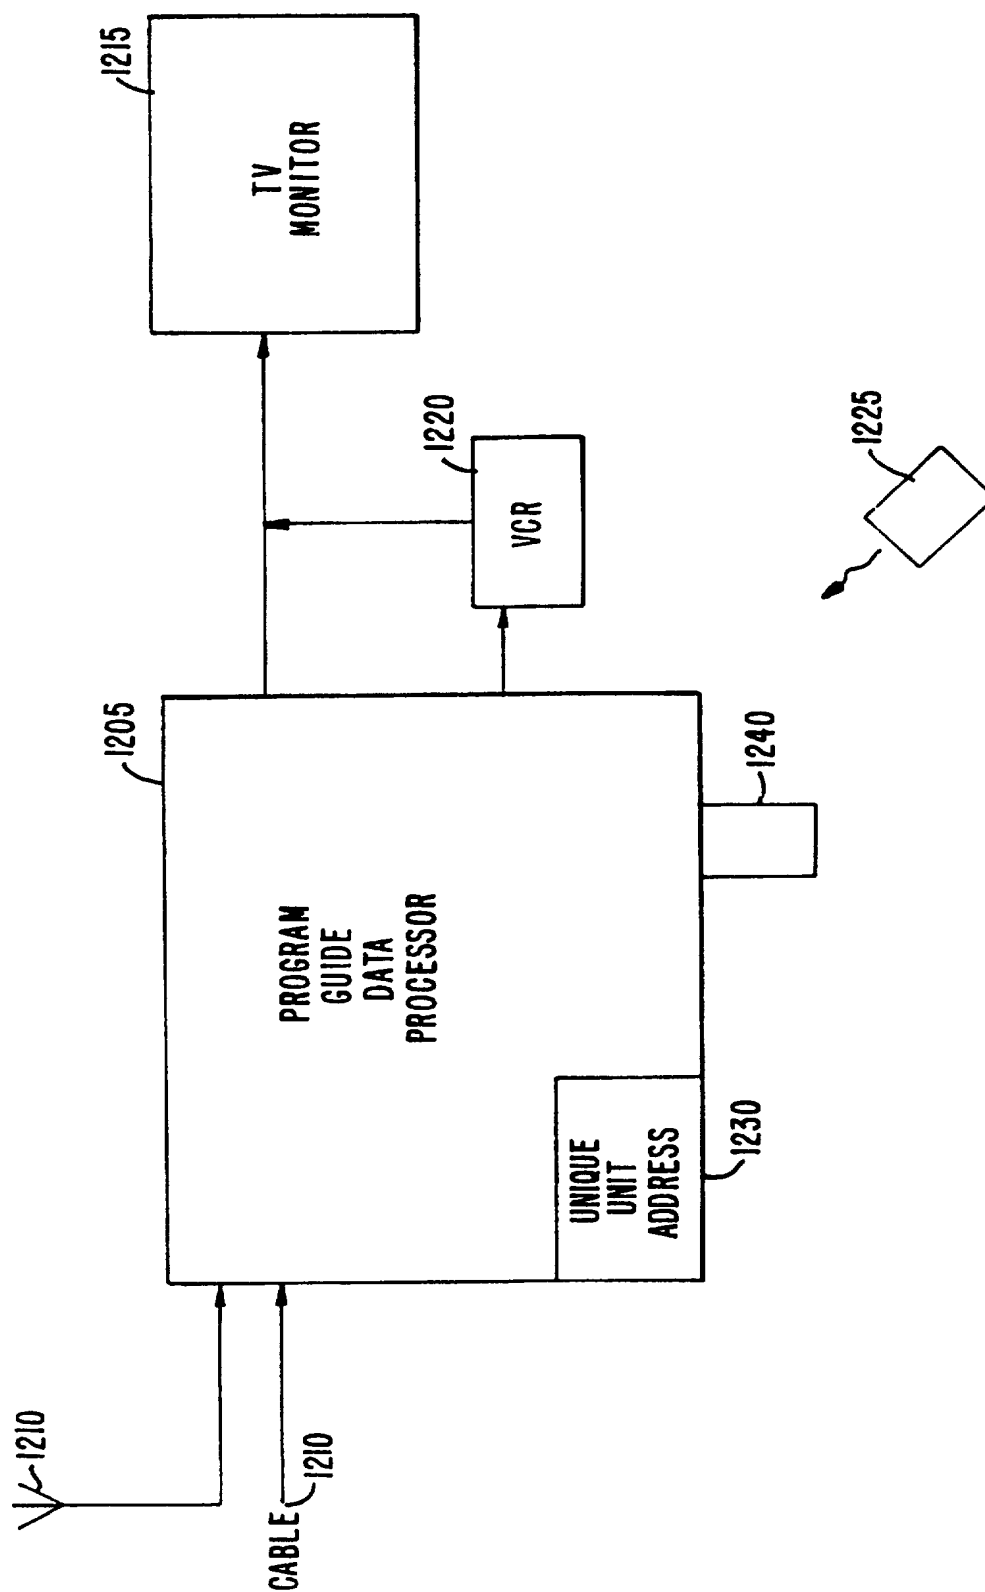 1210
CABLE
1210
1205
PROGRAM
GUIDE
DATA
PROCESSOR
UNIQUE
UNIT
ADDRESS
1230
1240
1220
VCR
1215
TV
MONITOR
1225